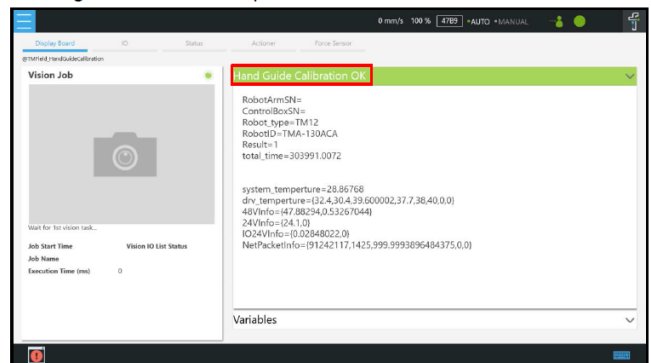 0 mm/s 100 % 4789 •AUTO •MANUAL
Display Board IO Status Actioner Force Sensor
@TMfield_HandGuideCalibration
Vision Job
Wait for 1st vision task...
Job Start Time Vision IO List Status
Job Name
Execution Time (ms) 0
Hand Guide Calibration OK
RobotArmSN=
ControlBoxSN=
Robot_type=TM12
RobotID=TMA-130ACA
Result=1
total_time=303991.0072
system_temperture=28.86768
drv_temperture={32.4,30.4,39.600002,37.7,38,40,0,0}
48VInfo={47.88294,0.53267044}
24VInfo={24.1,0}
IO24VInfo={0.02848022,0}
NetPacketInfo={91242117,1425,999.9993896484375,0,0}
Variables